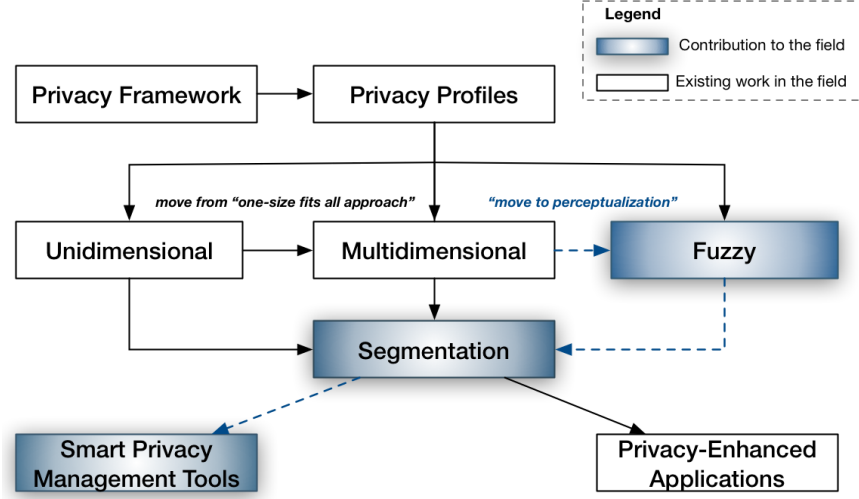 Legend
Contribution to the field
Existing work in the field
Privacy Framework
Privacy Profiles
move from “one-size fits all approach”
“move to perceptualization”
Unidimensional
Multidimensional
Fuzzy
Segmentation
Smart Privacy
Management Tools
Privacy-Enhanced
Applications